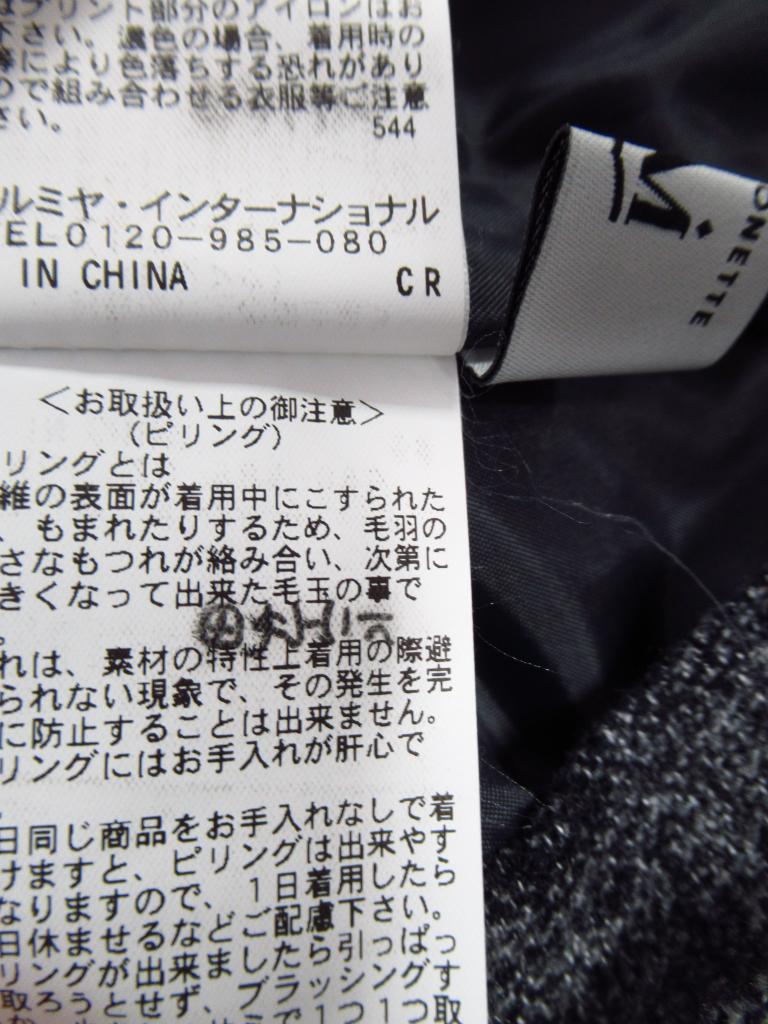 プリント部分のアイロンはお
下さい。濃色の場合、着用時の
等により色落ちする恐れがあり
ので組み合わせる衣服等ご注意
さい。
544
ルミヤ・インターナショナル
EL0120-985-080
IN CHINA CR
M
ONETTE
＜お取扱い上の御注意＞
（ピリング）
リングとは
維の表面が着用中にこすられた
、もまれたりするため、毛羽の
さなもつれが絡み合い、次第に
きくなって出来た毛玉の事で
。
れは、素材の特性上着用の際避
られない現象で、その発生を完
に防止することは出来ません。
リングにはお手入れが肝心で
日同じ商品をお手入れなしで着
けますと、ピリングは出来やす
なりますので、1日着用したら
日休ませるなどご配慮下さい。
リングが出来ましたら引っぱっ
取ろうとせず、ブラッシングす
で1つ1つ取